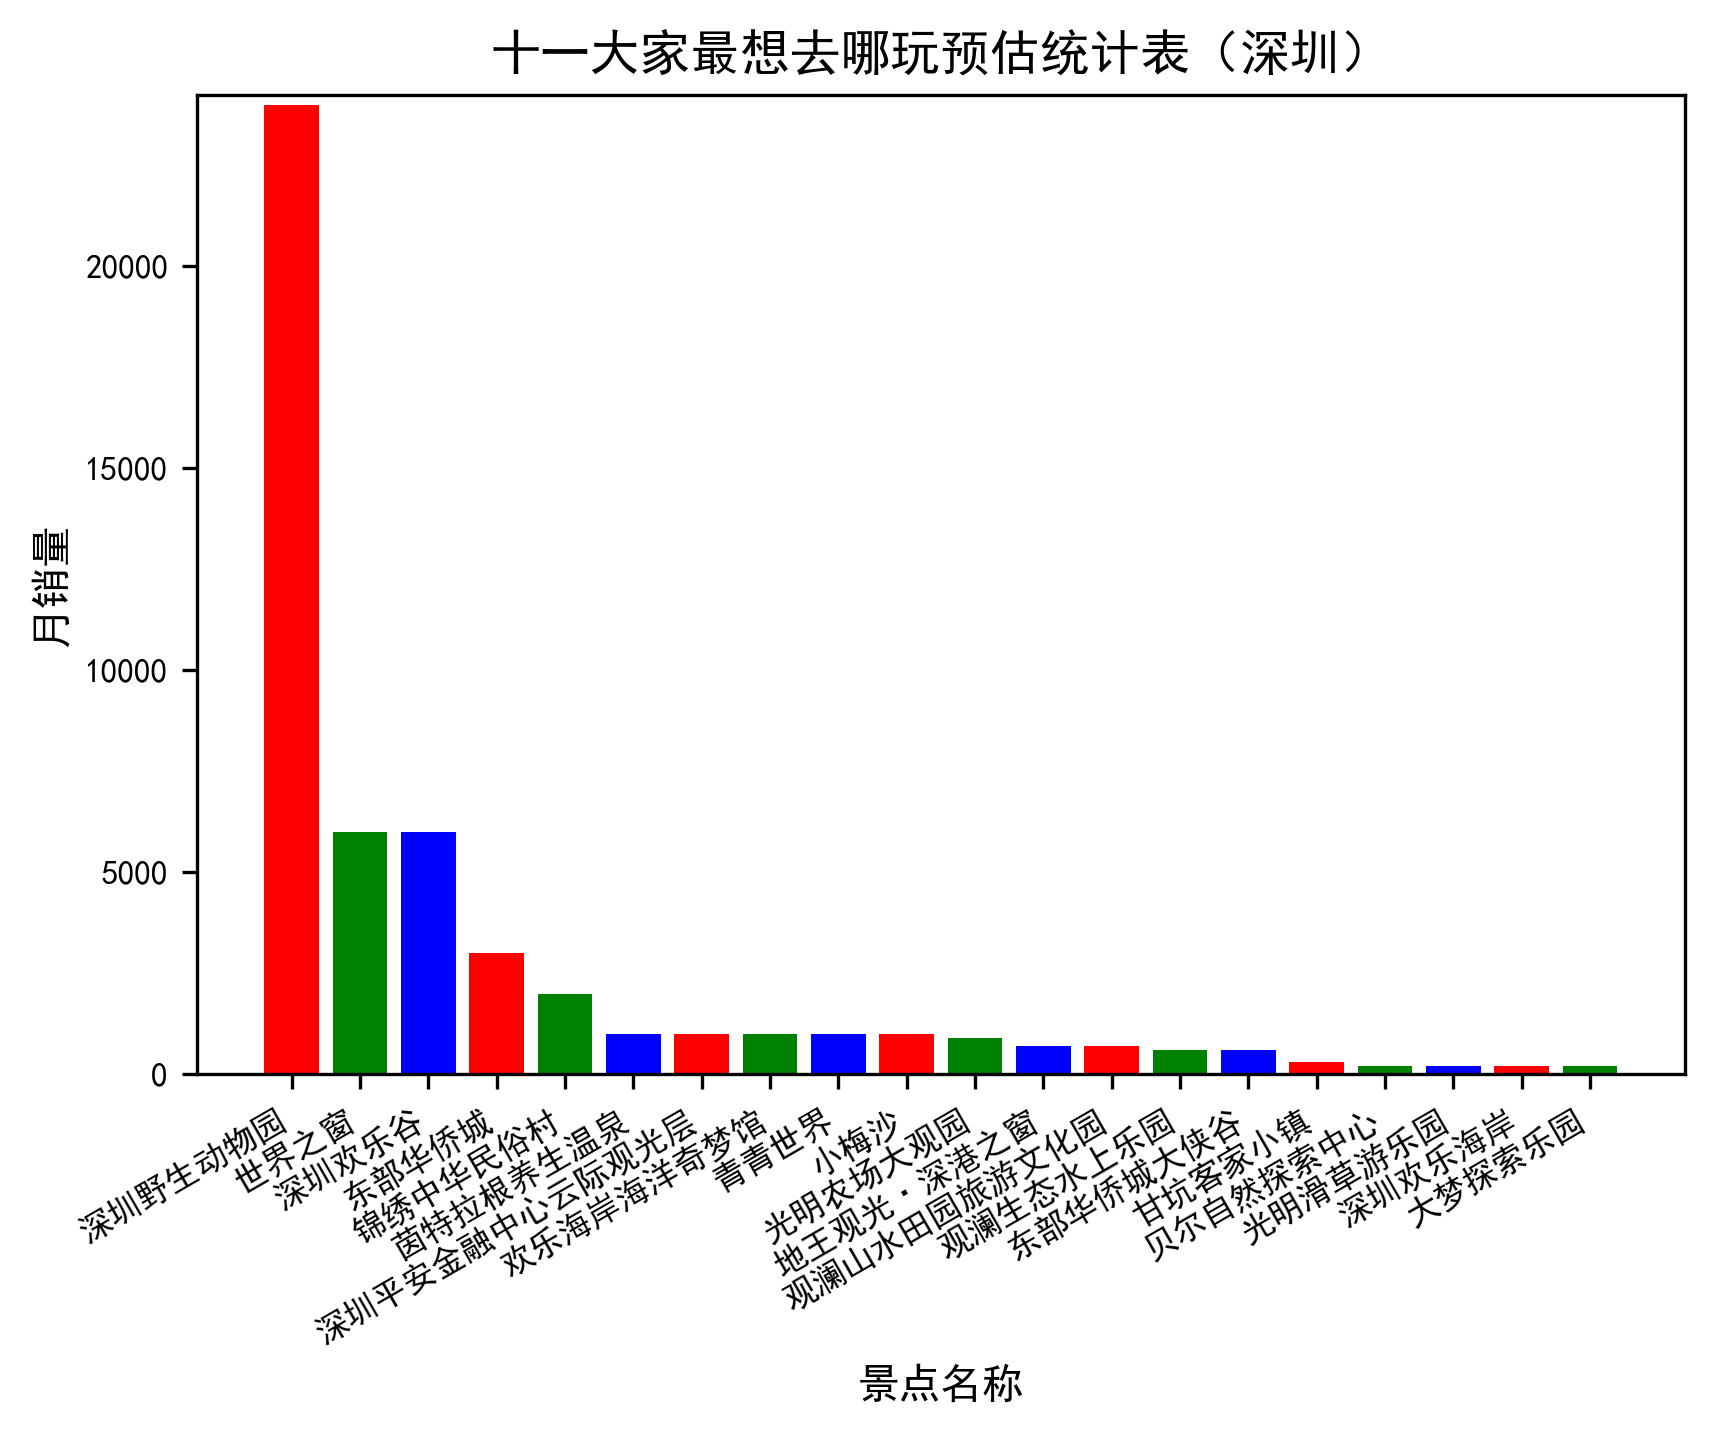 十一大家最想去哪玩预估统计表（深圳）
月销量
20000
15000
10000
5000
0
深圳野生动物园
世界之窗
深圳欢乐谷
东部华侨城
锦绣中华民俗村
茵特拉根养生温泉
深圳平安金融中心云际观光层
欢乐海岸海洋奇梦馆
青青世界
小梅沙
光明农场大观园
地王观光·深港之窗
观澜山水田园旅游文化园
观澜生态水上乐园
东部华侨城大侠谷
甘坑客家小镇
贝尔自然探索中心
光明滑草游乐园
深圳欢乐海岸
大梦探索乐园
景点名称